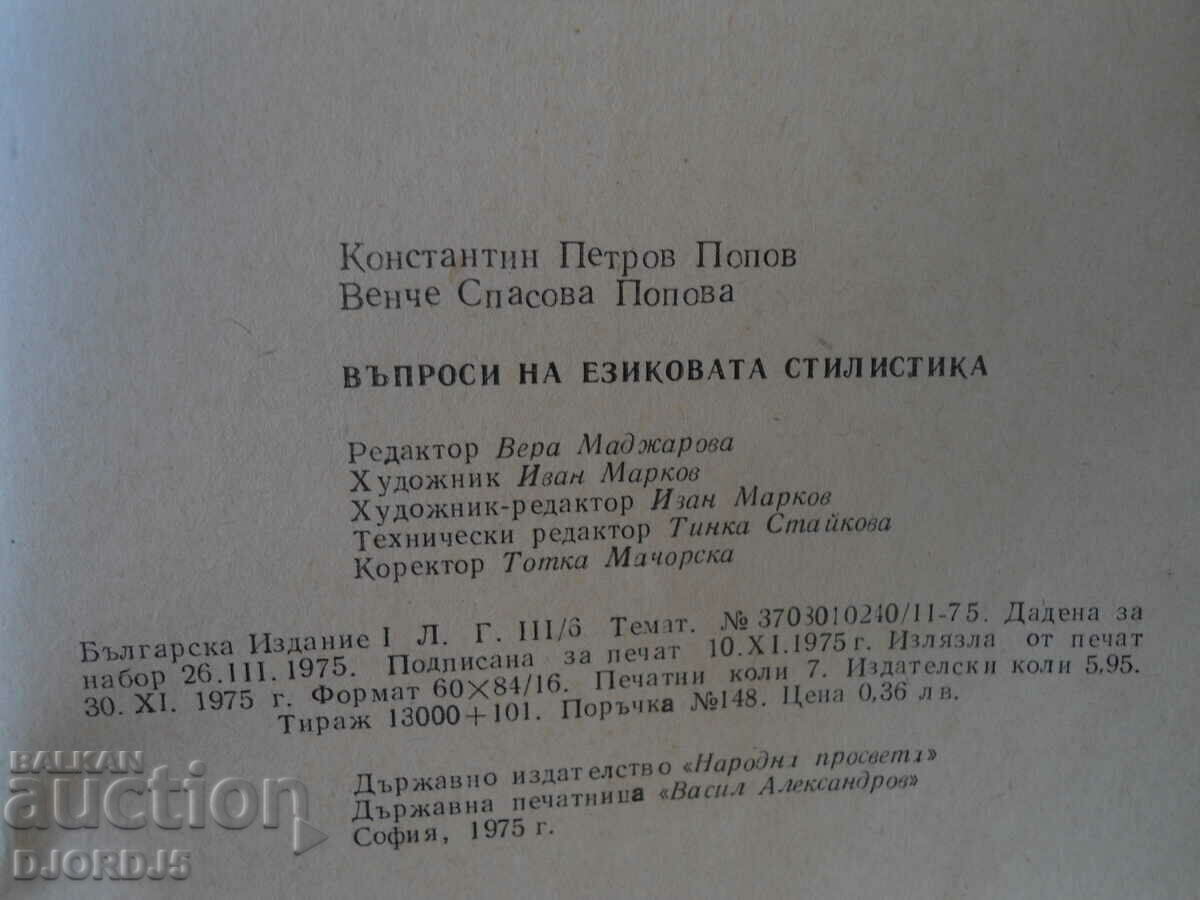 Константин Петров Попов
Венче Спасова Попова
ВЪПРОСИ НА ЕЗИКОВАТА СТИЛИСТИКА
Редактор Вера Маджарова
Художник Иван Марков
Художник-редактор Изан Марков
Технически редактор Тинка Стайкова
Коректор Тотка Мачорска
Българска Издание I Л. Г. III/6 Темат. № 3703010240/11-75. Дадена за
набор 26.III.1975. Подписана за печат 10.XI.1975 г. Излязла от печат
30. XI. 1975 г. Формат 60×84/16. Печатни коли 7. Издателски коли 5,95.
Тираж 13000+101. Поръчка №148. Цена 0,36 лв.
Държавно издателство «Народна просвета»
Държавна печатница «Васил Александров»
София, 1975 г.
BALKAN
auction
DJORDJ5